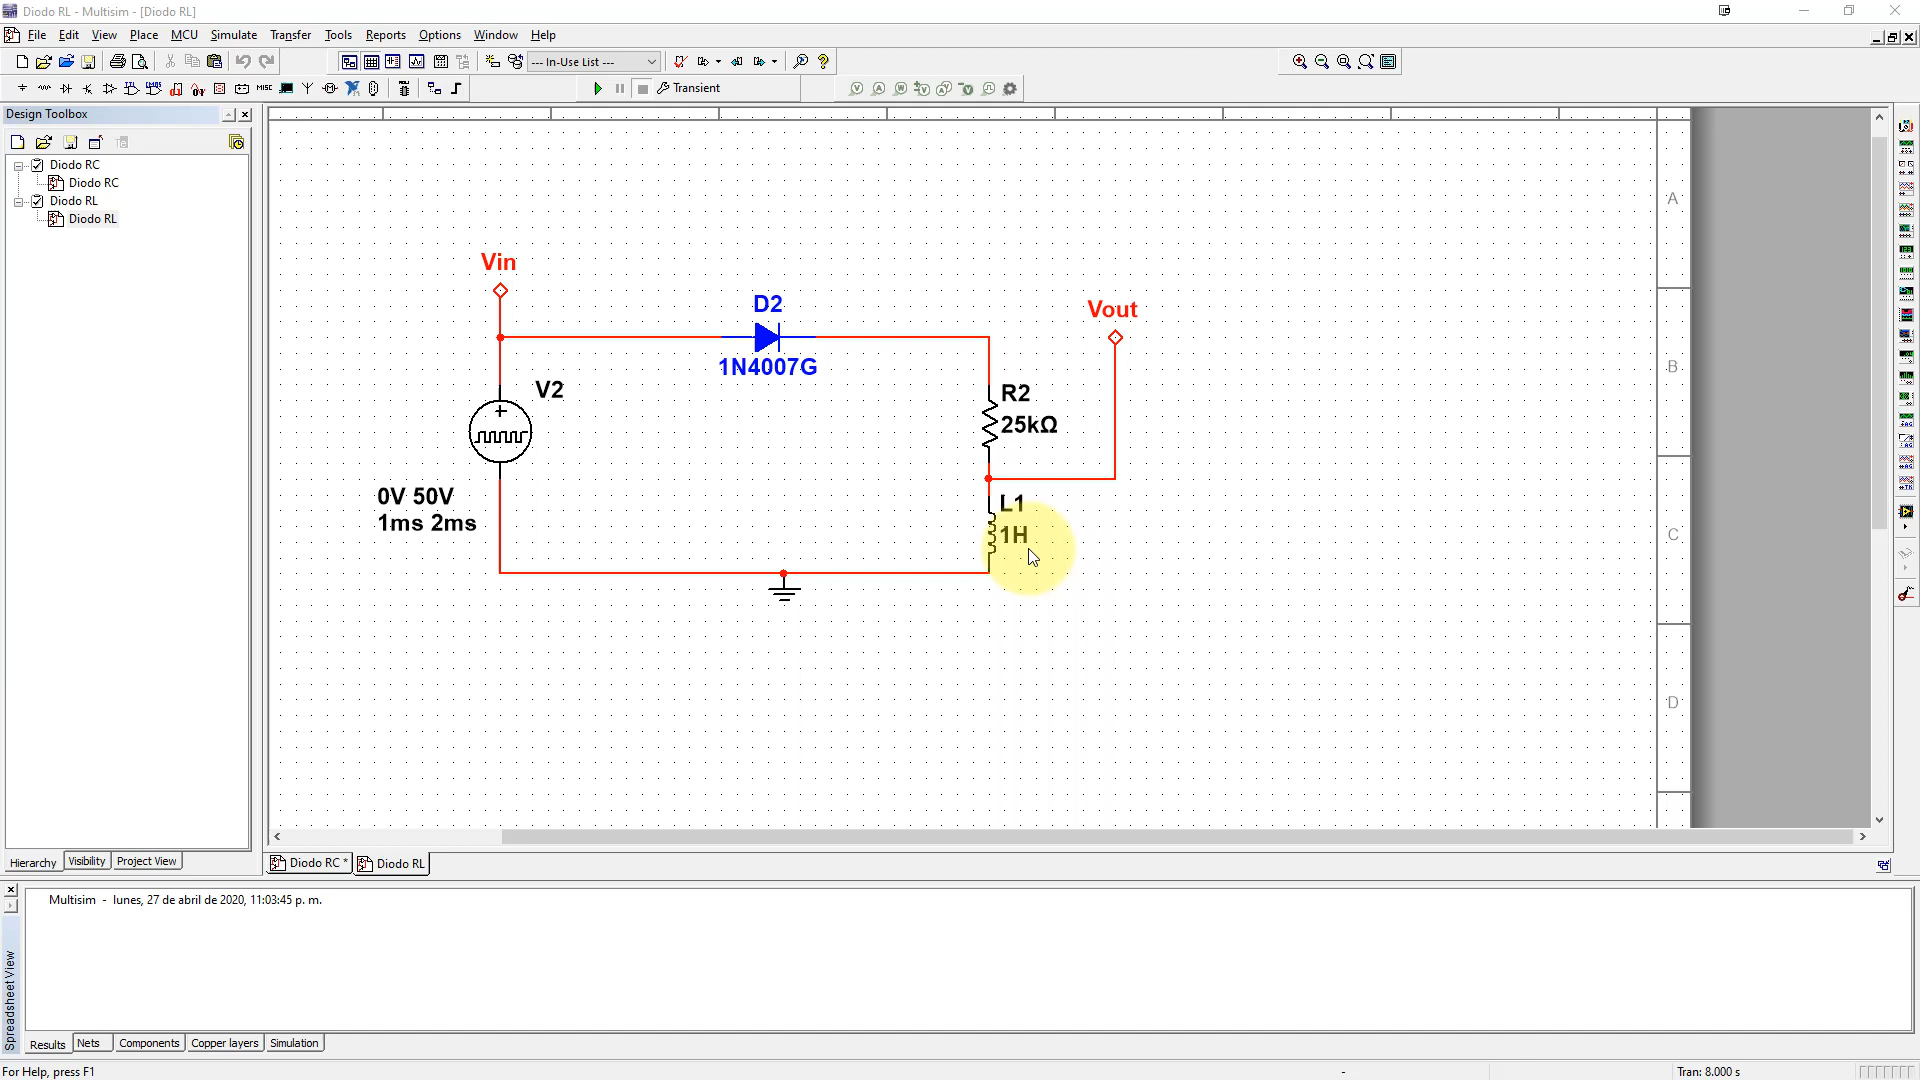 Diodo RL - Multisim - [Diodo RL]
File Edit View Place MCU Simulate Transfer Tools Reports Options Window Help
--- In-Use List ---
MISC
Transient
Design Toolbox
Diodo RC
Diodo RC
Diodo RL
Diodo RL
A
B
C
D
Vin
D2
1N4007G
Vout
V2
R2
25kΩ
0V 50V
1ms 2ms
L1
1H
Hierarchy Visibility Project View
Diodo RC * Diodo RL
Multisim - lunes, 27 de abril de 2020, 11:03:45 p. m.
Spreadsheet View
Results Nets Components Copper layers Simulation
For Help, press F1
-
Tran: 8.000 s